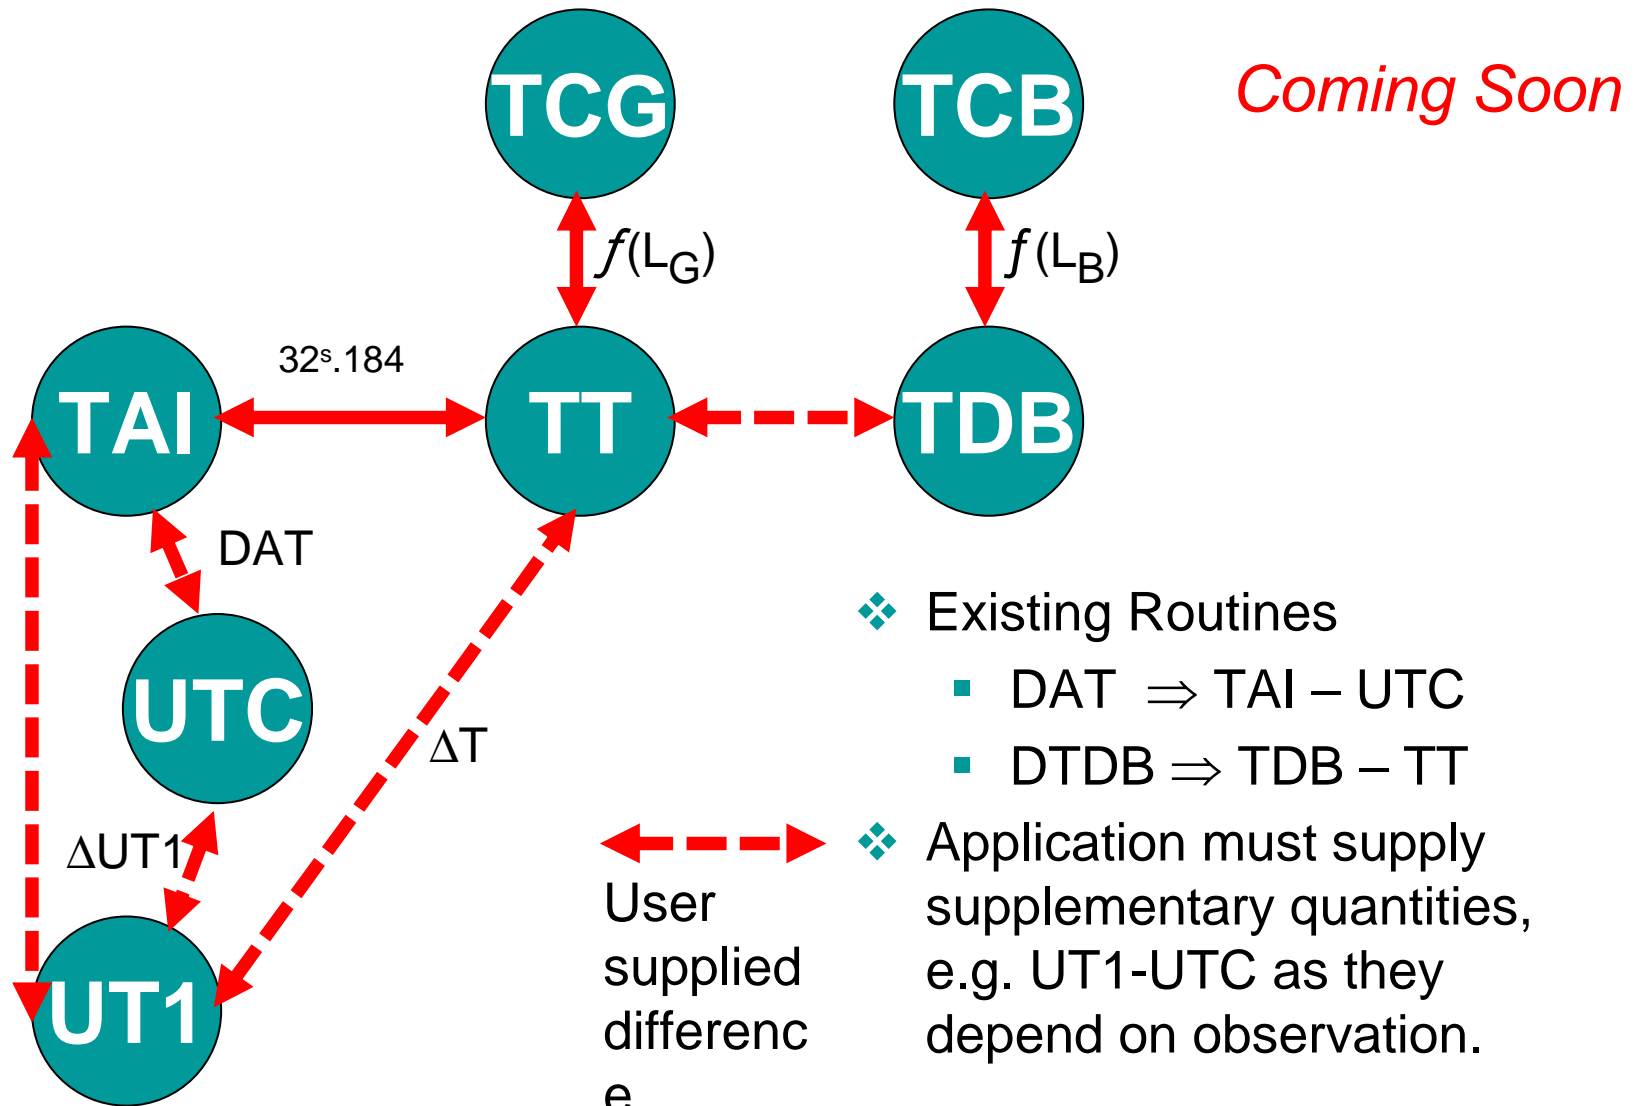 TCG
TCB
Coming Soon
f(LG)
f(LB)
32s.184
TAI
TT
TDB
DAT
UTC
ΔT
ΔUT1
UT1
User
supplied
differenc
e
❖ Existing Routines
▪ DAT ⇒ TAI – UTC
▪ DTDB ⇒ TDB – TT
❖ Application must supply
supplementary quantities,
e.g. UT1-UTC as they
depend on observation.